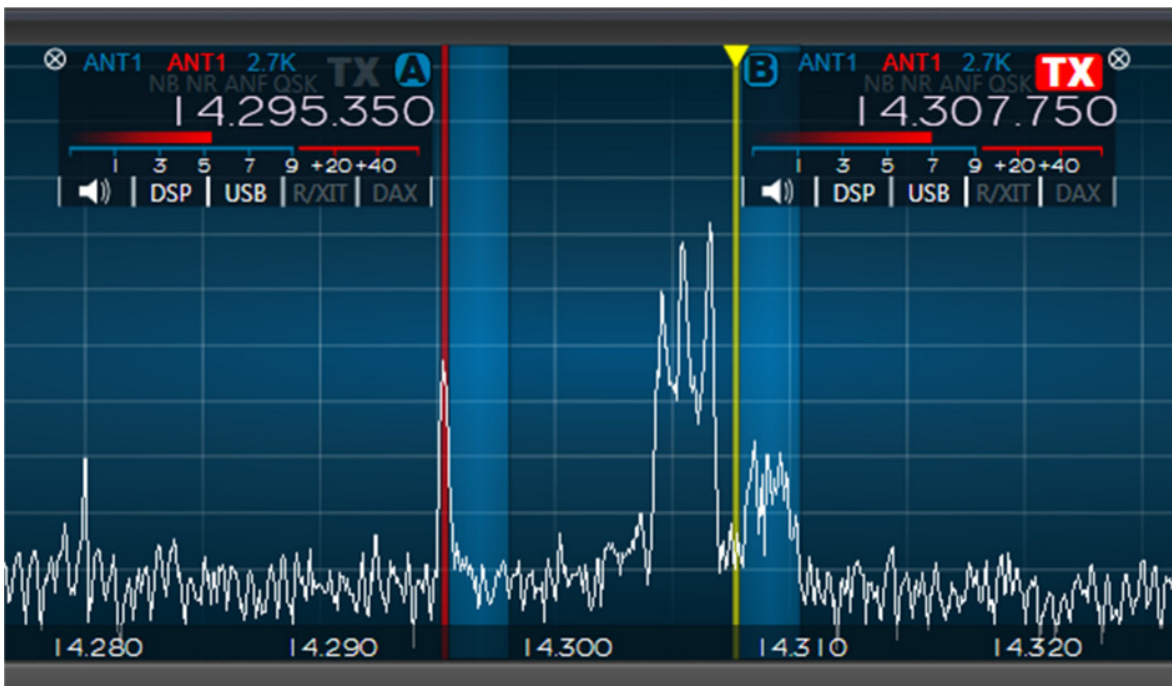 ANT1 ANT1 2.7K TX A
NB NR ANF QSK
14.295.350
1 3 5 7 9 +20 +40
DSP USB R/XIT DAX
B ANT1 ANT1 2.7K TX
NB NR ANF QSK
14.307.750
1 3 5 7 9 +20 +40
DSP USB R/XIT DAX
14.280 14.290 14.300 14.310 14.320